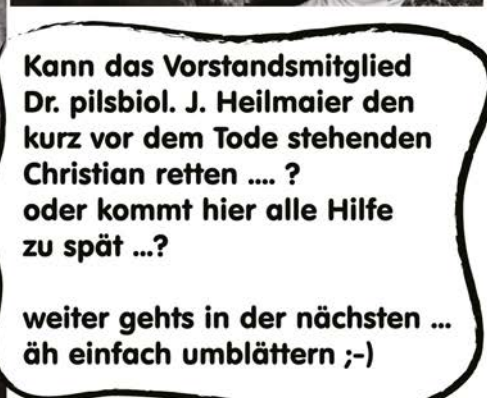 Kann das Vorstandsmitglied
Dr. pilsbiol. J. Heilmaier den
kurz vor dem Tode stehenden
Christian retten .... ?
oder kommt hier alle Hilfe
zu spät ...?
weiter gehts in der nächsten ...
äh einfach umblättern ;-)